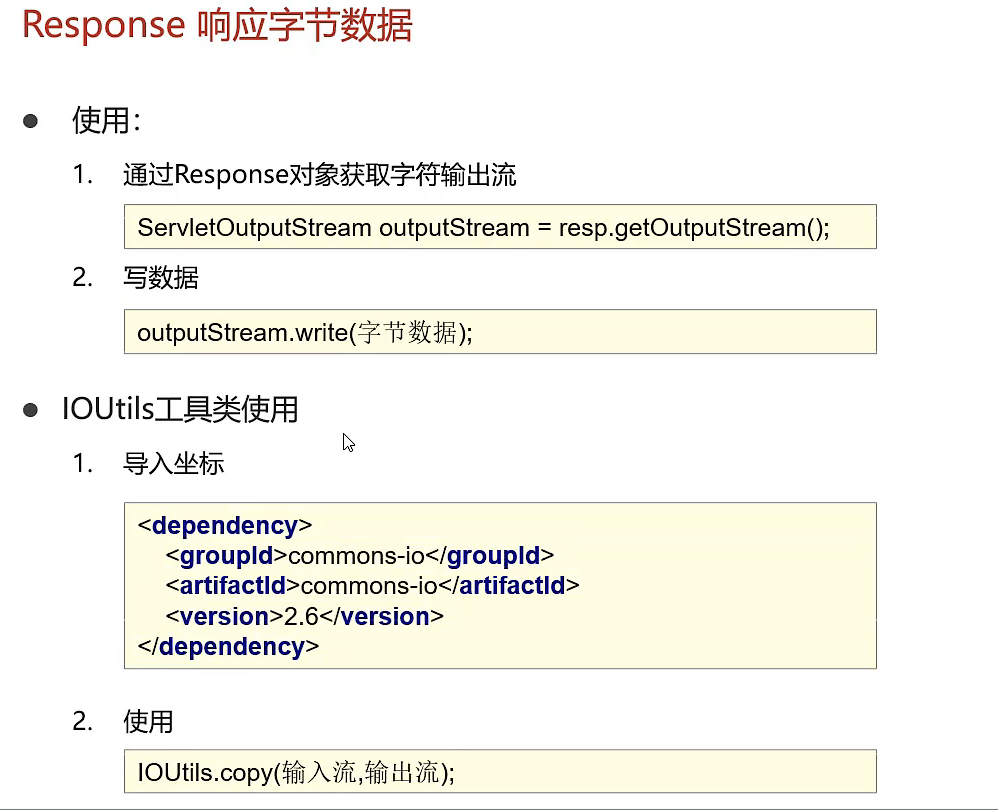 Response 响应字节数据
● 使用：
1. 通过Response对象获取字符输出流
ServletOutputStream outputStream = resp.getOutputStream();
2. 写数据
outputStream.write(字节数据);
● IOUtils工具类使用
1. 导入坐标
<dependency>
<groupId>commons-io</groupId>
<artifactId>commons-io</artifactId>
<version>2.6</version>
</dependency>
2. 使用
IOUtils.copy(输入流,输出流);